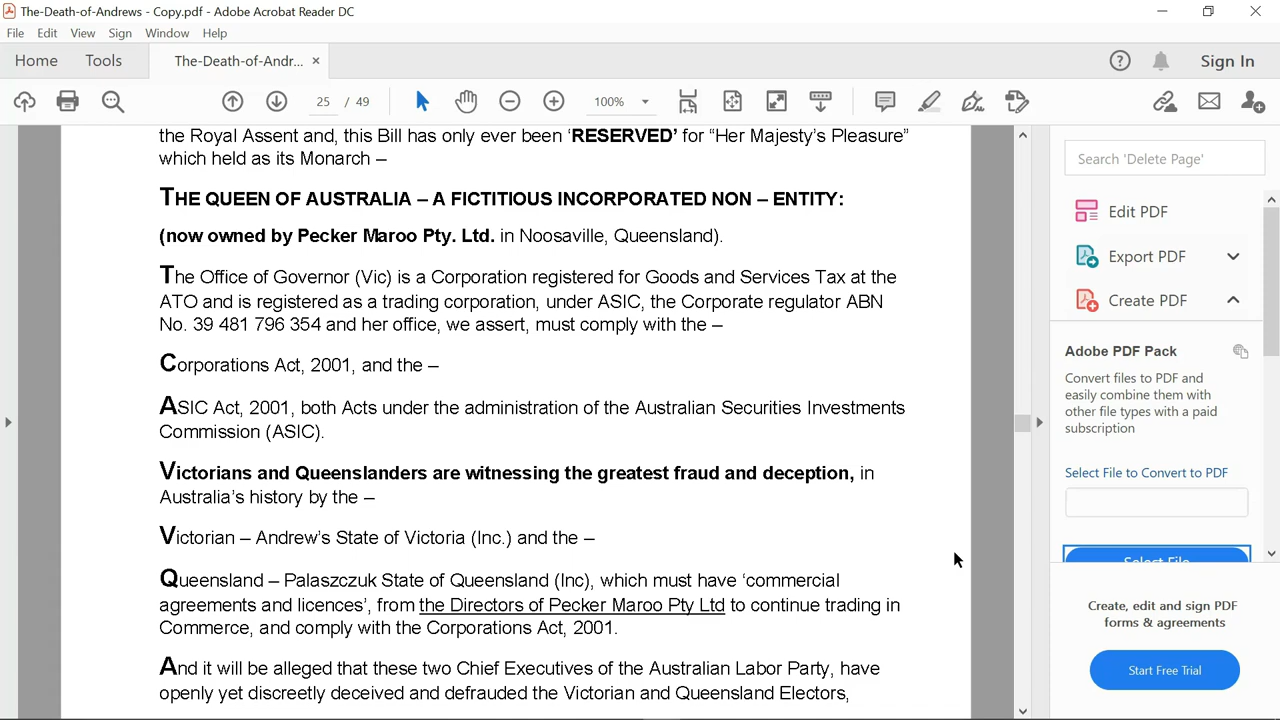 The-Death-of-Andrews - Copy.pdf - Adobe Acrobat Reader DC
File Edit View Sign Window Help
Home Tools The-Death-of-Andr... × Sign In
25 / 49 100%
the Royal Assent and, this Bill has only ever been ‘RESERVED’ for “Her Majesty’s Pleasure”
which held as its Monarch –
THE QUEEN OF AUSTRALIA – A FICTITIOUS INCORPORATED NON – ENTITY:
(now owned by Pecker Maroo Pty. Ltd. in Noosaville, Queensland).
The Office of Governor (Vic) is a Corporation registered for Goods and Services Tax at the
ATO and is registered as a trading corporation, under ASIC, the Corporate regulator ABN
No. 39 481 796 354 and her office, we assert, must comply with the –
Corporations Act, 2001, and the –
ASIC Act, 2001, both Acts under the administration of the Australian Securities Investments
Commission (ASIC).
Victorians and Queenslanders are witnessing the greatest fraud and deception, in
Australia’s history by the –
Victorian – Andrew’s State of Victoria (Inc.) and the –
Queensland – Palaszczuk State of Queensland (Inc), which must have ‘commercial
agreements and licences’, from the Directors of Pecker Maroo Pty Ltd to continue trading in
Commerce, and comply with the Corporations Act, 2001.
And it will be alleged that these two Chief Executives of the Australian Labor Party, have
openly yet discreetly deceived and defrauded the Victorian and Queensland Electors,
Search 'Delete Page'
Edit PDF
Export PDF
Create PDF
Adobe PDF Pack
Convert files to PDF and
easily combine them with
other file types with a paid
subscription
Select File to Convert to PDF
Select File
Create, edit and sign PDF
forms & agreements
Start Free Trial